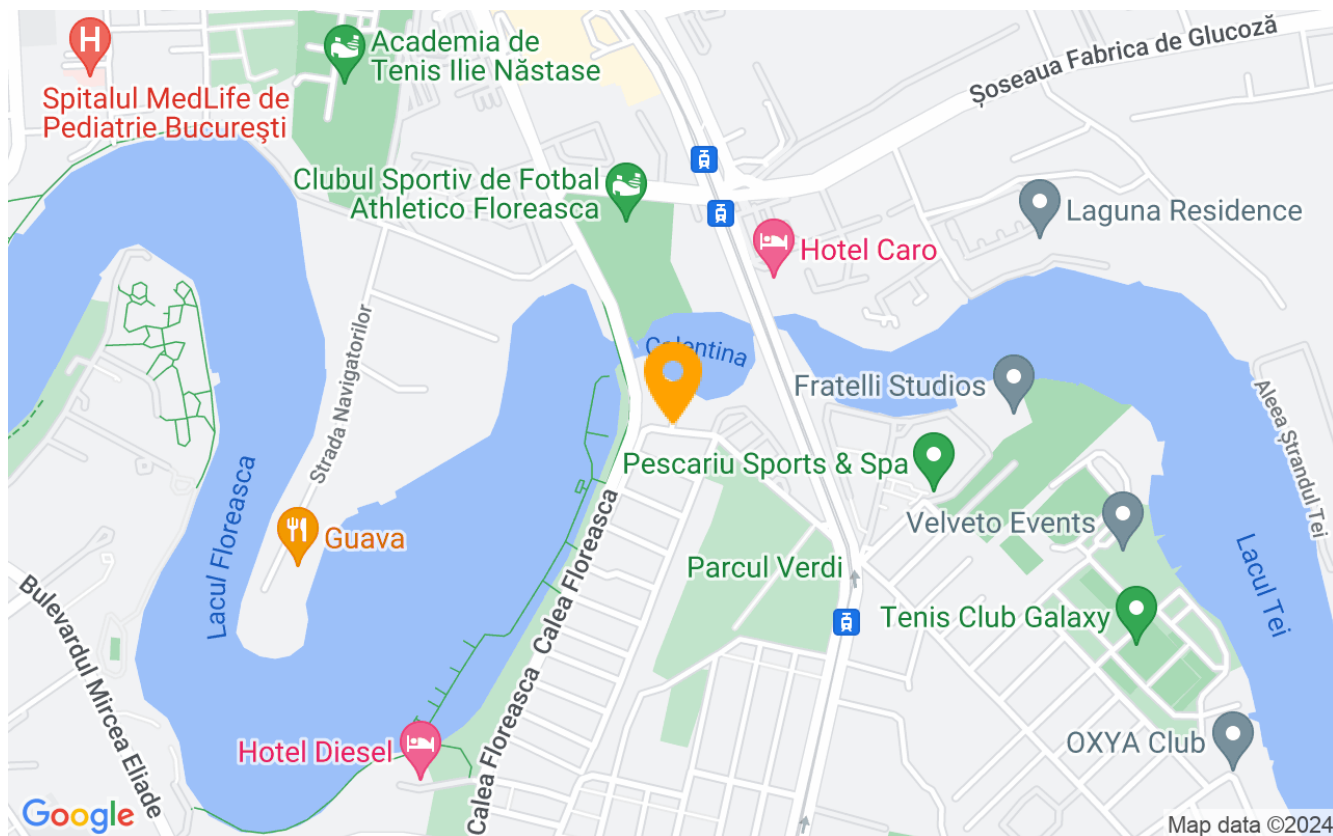 H
Spitalul MedLife de
Pediatrie Bucureşti
Academia de
Tenis Ilie Năstase
Șoseaua Fabrica de Glucoză
Clubul Sportiv de Fotbal
Athletico Floreasca
Hotel Caro
Laguna Residence
Strada Navigatorilor
Colentina
Fratelli Studios
Aleea Ștrandul Tei
Pescariu Sports & Spa
Lacul Floreasca
Guava
Calea Floreasca
Velveto Events
Parcul Verdi
Lacul Tei
Bulevardul Mircea Eliade
Tenis Club Galaxy
Calea Floreasca
Hotel Diesel
OXYA Club
Google
Map data ©2024